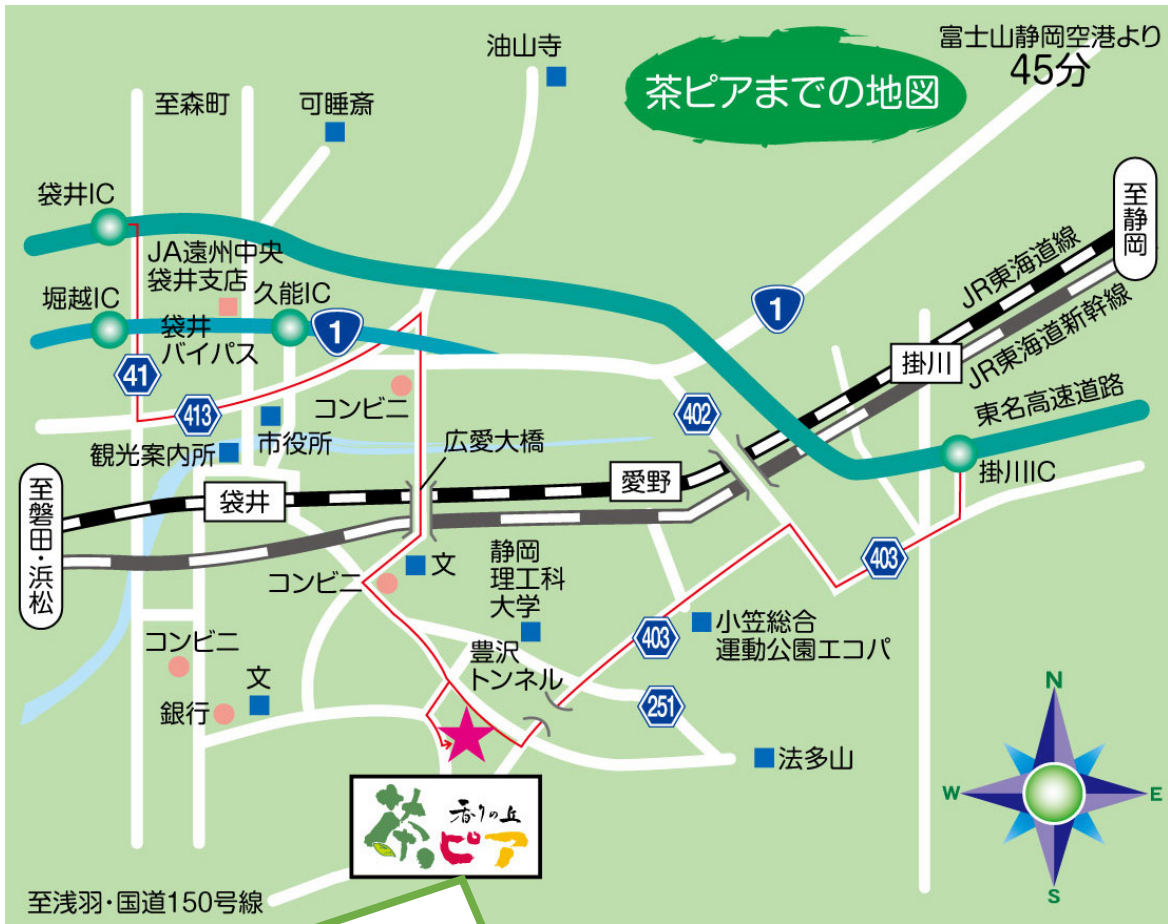 茶ピアまでの地図
富士山静岡空港より
45分
油山寺
至森町
可睡斎
袋井IC
JA遠州中央
袋井支店
堀越IC
久能IC
袋井
バイパス
1
1
至静岡
JR東海道線
JR東海道新幹線
掛川
東名高速道路
掛川IC
41
413
コンビニ
402
市役所
観光案内所
広愛大橋
袋井
愛野
至磐田・浜松
文
コンビニ
静岡
理工科
大学
403
小笠総合
運動公園エコパ
403
豊沢
トンネル
251
コンビニ
文
銀行
法多山
香りの丘
茶ピア
至浅羽・国道150号線
N
W
E
S